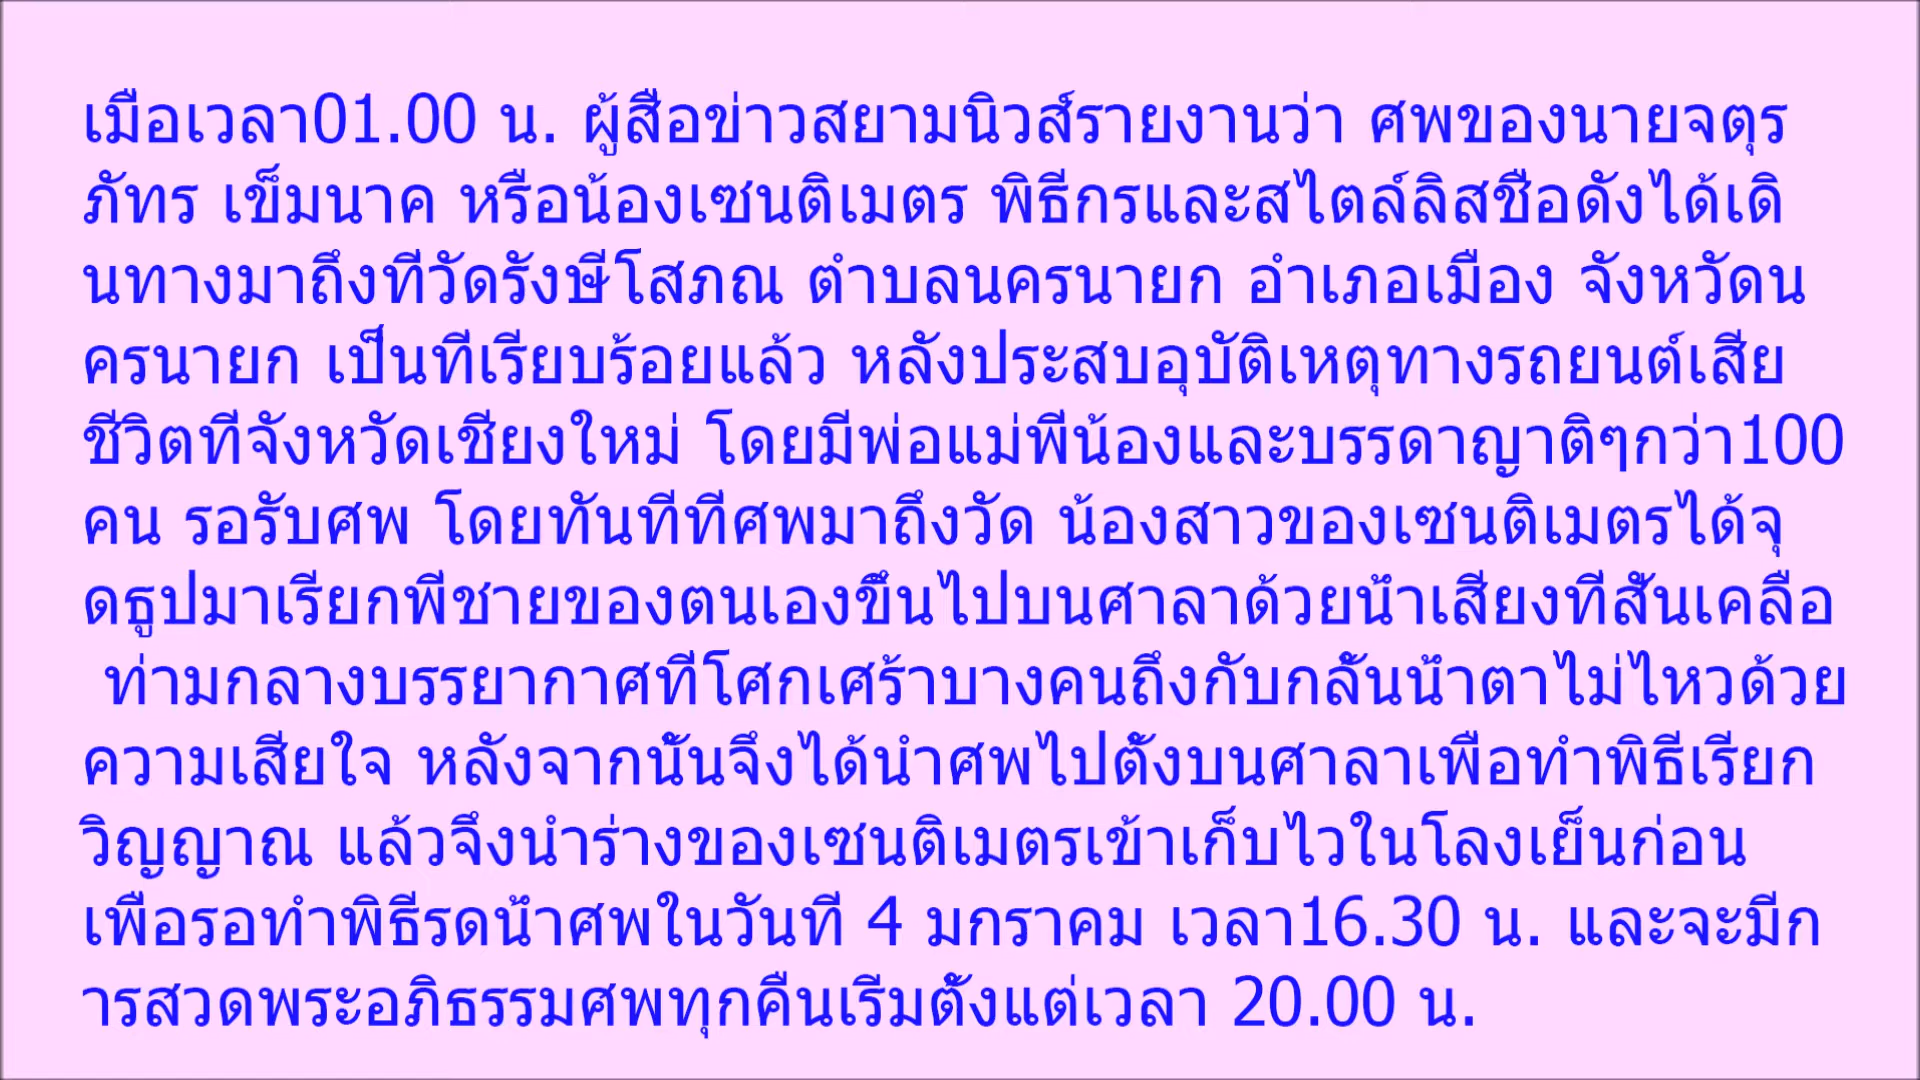 เมื่อเวลา01.00 น. ผู้สื่อข่าวสยามนิวส์รายงานว่า ศพของนายจตุร
ภัทร เข็มนาค หรือน้องเซนติเมตร พิธีกรและสไตล์ลิสชื่อดังได้เดิ
นทางมาถึงที่วัดรังษีโสภณ ตำบลนครนายก อำเภอเมือง จังหวัดน
ครนายก เป็นที่เรียบร้อยแล้ว หลังประสบอุบัติเหตุทางรถยนต์เสีย
ชีวิตที่จังหวัดเชียงใหม่ โดยมีพ่อแม่พี่น้องและบรรดาญาติๆกว่า100
คน รอรับศพ โดยทันทีที่ศพมาถึงวัด น้องสาวของเซนติเมตรได้จุ
ดธูปมาเรียกพี่ชายของตนเองขึ้นไปบนศาลาด้วยน้ำเสียงที่สั่นเคลือ
ท่ามกลางบรรยากาศที่โศกเศร้าบางคนถึงกับกลั้นน้ำตาไม่ไหวด้วย
ความเสียใจ หลังจากนั้นจึงได้นำศพไปตั้งบนศาลาเพื่อทำพิธีเรียก
วิญญาณ แล้วจึงนำร่างของเซนติเมตรเข้าเก็บไวในโลงเย็นก่อน
เพื่อรอทำพิธีรดน้ำศพในวันที่ 4 มกราคม เวลา16.30 น. และจะมีก
ารสวดพระอภิธรรมศพทุกคืนเริ่มตั้งแต่เวลา 20.00 น.